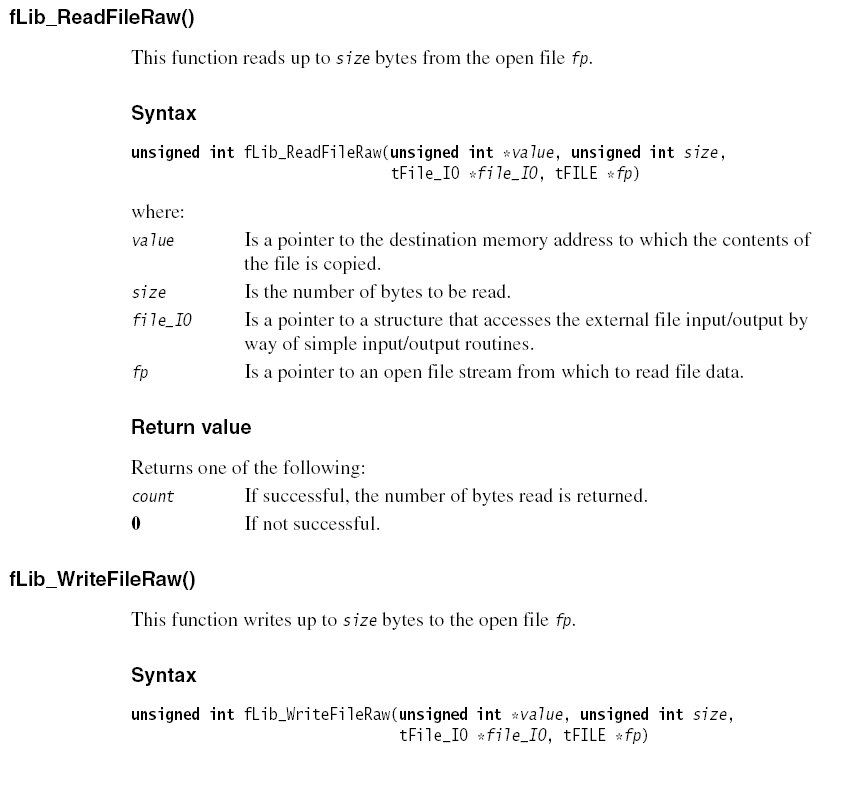 fLib_ReadFileRaw()
This function reads up to size bytes from the open file fp.
Syntax
unsigned int fLib_ReadFileRaw(unsigned int *value, unsigned int size,
tFile_IO *file_IO, tFILE *fp)
where:
value Is a pointer to the destination memory address to which the contents of
the file is copied.
size Is the number of bytes to be read.
file_IO Is a pointer to a structure that accesses the external file input/output by
way of simple input/output routines.
fp Is a pointer to an open file stream from which to read file data.
Return value
Returns one of the following:
count If successful, the number of bytes read is returned.
0 If not successful.
fLib_WriteFileRaw()
This function writes up to size bytes to the open file fp.
Syntax
unsigned int fLib_WriteFileRaw(unsigned int *value, unsigned int size,
tFile_IO *file_IO, tFILE *fp)